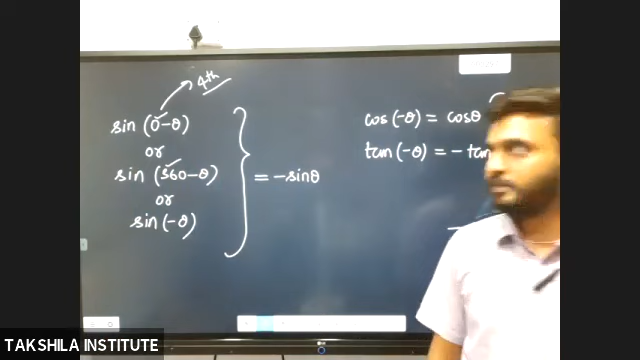 4th
sin (0-θ)
or
sin (360-θ)
or
sin (-θ)
= -sinθ
cos (-θ) = cosθ
tan (-θ) = - tan
TAKSHILA INSTITUTE